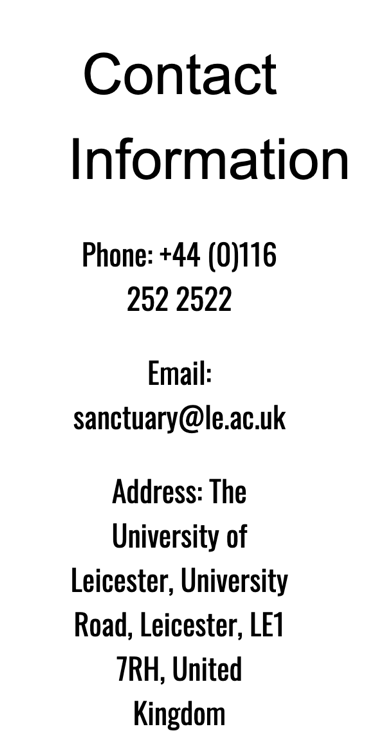 Contact
Information
Phone: +44 (0)116
252 2522
Email:
sanctuary@le.ac.uk
Address: The
University of
Leicester, University
Road, Leicester, LE1
7RH, United
Kingdom